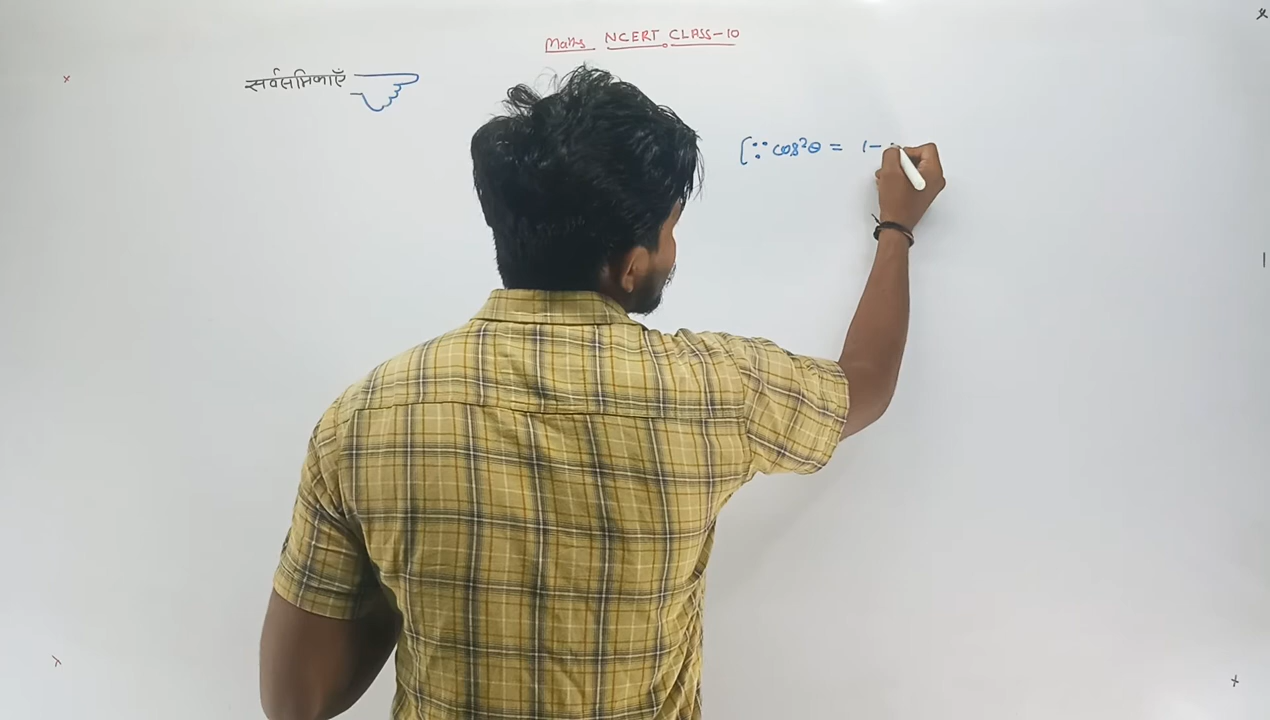 Maths NCERT CLASS-10
सर्वसमिकाएँ
[∵ cos²θ = 1-